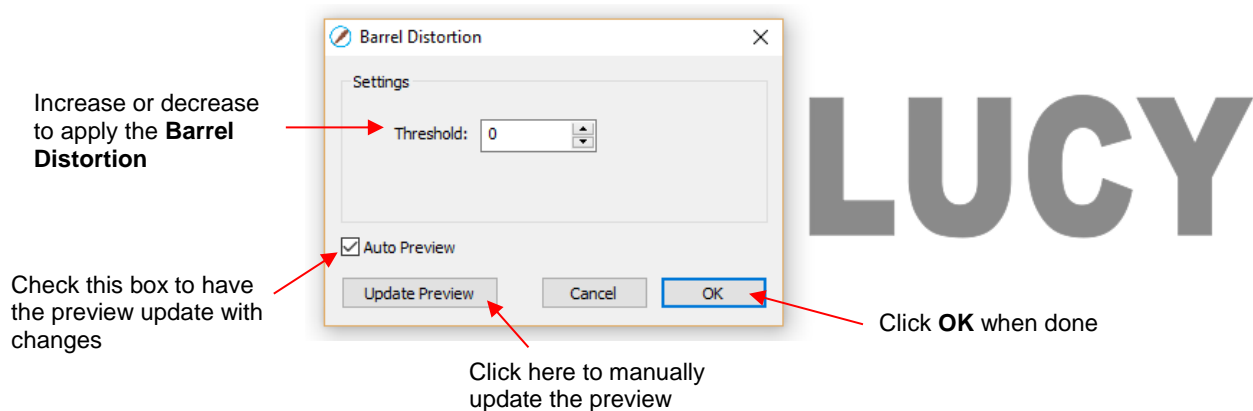 Barrel Distortion
Settings
Increase or decrease
to apply the Barrel
Distortion
Threshold: 0
LUCY
Auto Preview
Check this box to have
the preview update with
changes
Update Preview Cancel OK
Click OK when done
Click here to manually
update the preview